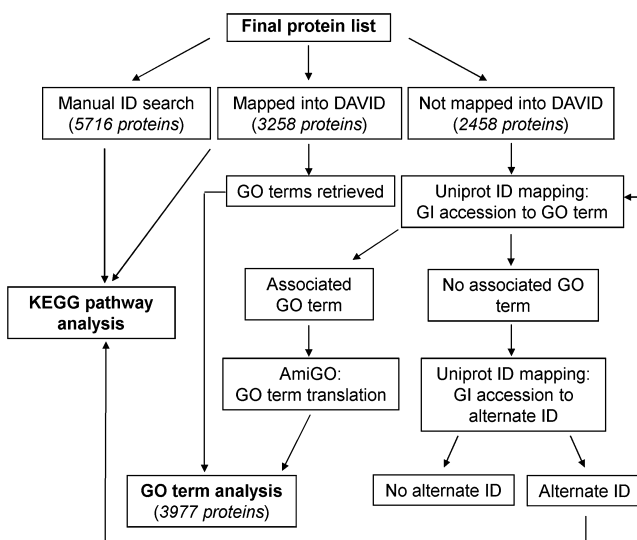 Final protein list
Manual ID search
(5716 proteins)
Mapped into DAVID
(3258 proteins)
Not mapped into DAVID
(2458 proteins)
GO terms retrieved
Uniprot ID mapping:
GI accession to GO term
Associated
GO term
No associated GO
term
KEGG pathway
analysis
AmiGO:
GO term translation
Uniprot ID mapping:
GI accession to
alternate ID
GO term analysis
(3977 proteins)
No alternate ID
Alternate ID